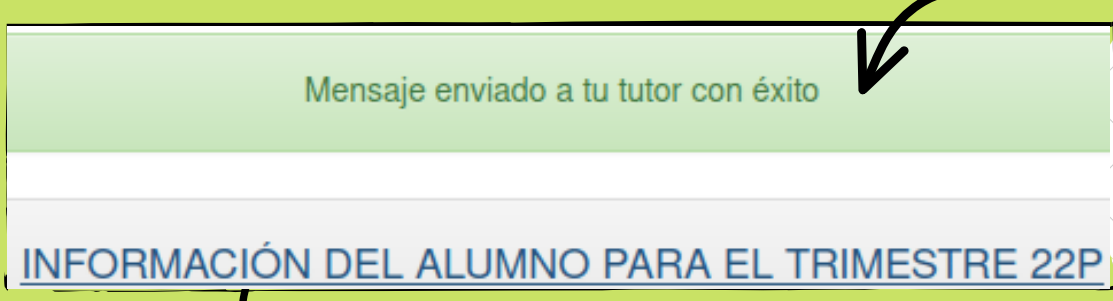 Mensaje enviado a tu tutor con éxito
INFORMACIÓN DEL ALUMNO PARA EL TRIMESTRE 22P